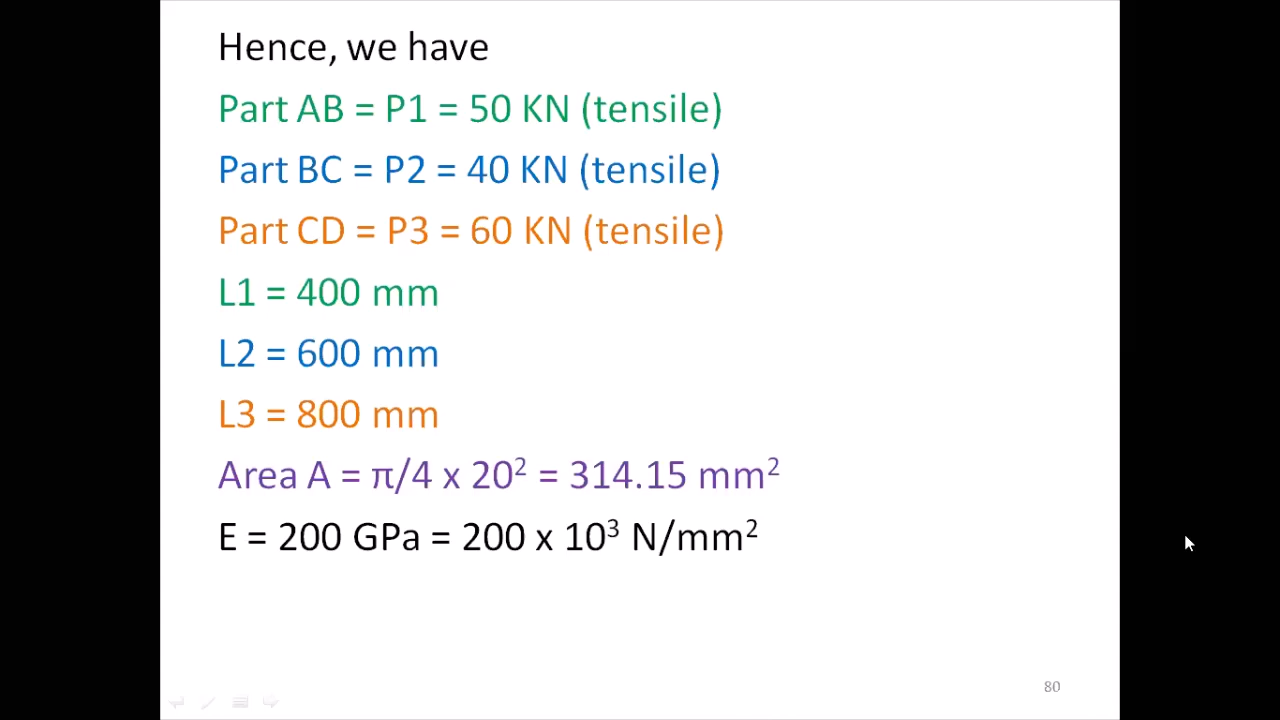 Hence, we have
Part AB = P1 = 50 KN (tensile)
Part BC = P2 = 40 KN (tensile)
Part CD = P3 = 60 KN (tensile)
L1 = 400 mm
L2 = 600 mm
L3 = 800 mm
Area A = π/4 x 20² = 314.15 mm²
E = 200 GPa = 200 x 10³ N/mm²
80